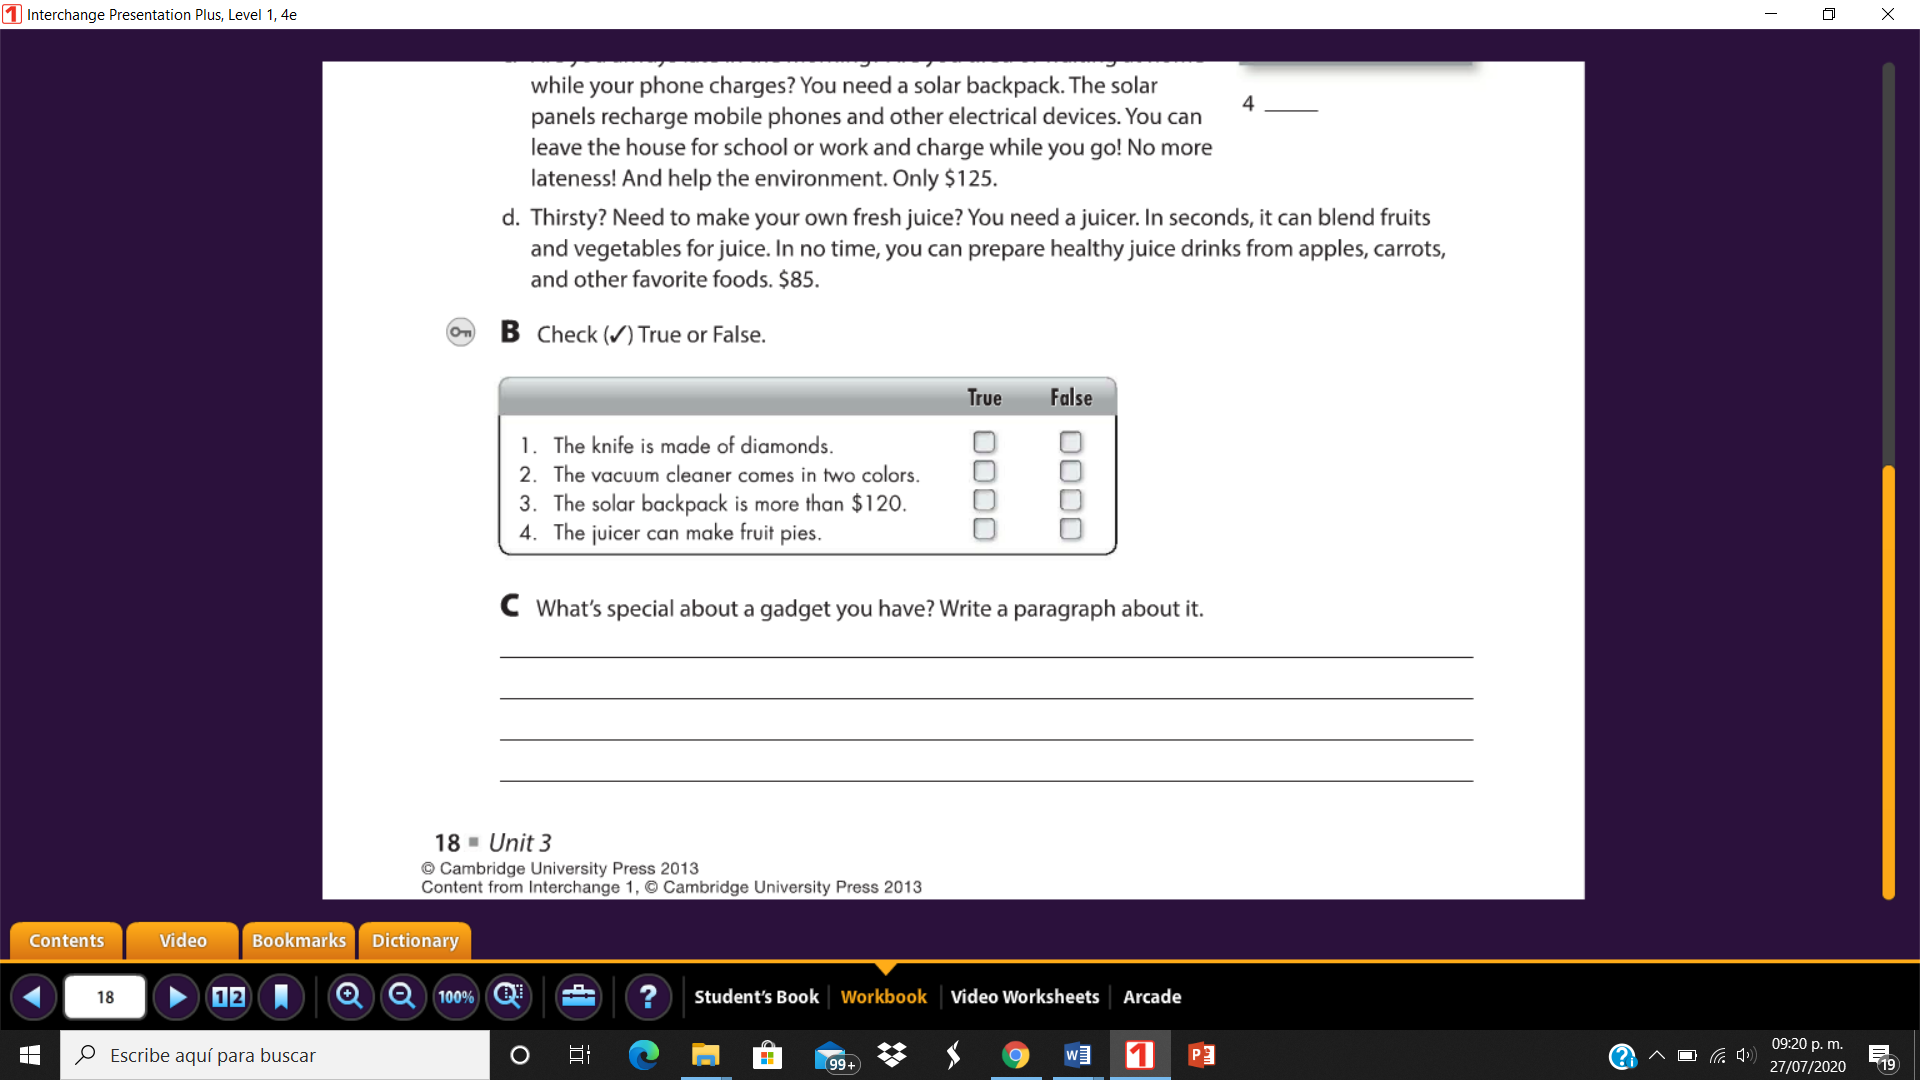 Interchange Presentation Plus, Level 1, 4e
while your phone charges? You need a solar backpack. The solar
panels recharge mobile phones and other electrical devices. You can
leave the house for school or work and charge while you go! No more
lateness! And help the environment. Only $125.
4 _____
d. Thirsty? Need to make your own fresh juice? You need a juicer. In seconds, it can blend fruits
and vegetables for juice. In no time, you can prepare healthy juice drinks from apples, carrots,
and other favorite foods. $85.
B Check (✓) True or False.
True False
1. The knife is made of diamonds.
2. The vacuum cleaner comes in two colors.
3. The solar backpack is more than $120.
4. The juicer can make fruit pies.
C What's special about a gadget you have? Write a paragraph about it.
18 ■ Unit 3
© Cambridge University Press 2013
Content from Interchange 1, © Cambridge University Press 2013
Contents Video Bookmarks Dictionary
18 12 100% ? Student's Book Workbook Video Worksheets Arcade
Escribe aquí para buscar
99+
09:20 p. m.
27/07/2020
19